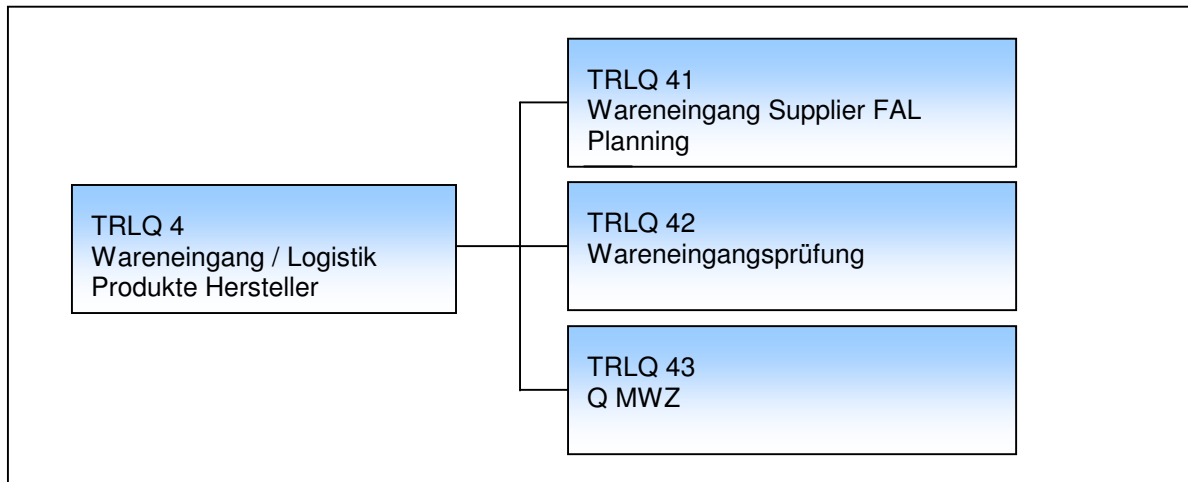 TRLQ 41
Wareneingang Supplier FAL
Planning
TRLQ 4
Wareneingang / Logistik
Produkte Hersteller
TRLQ 42
Wareneingangsprüfung
TRLQ 43
Q MWZ